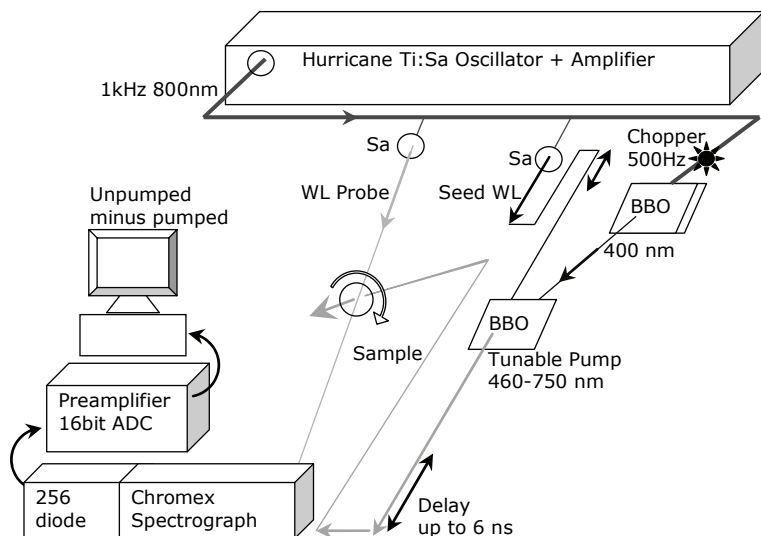 Hurricane Ti:Sa Oscillator + Amplifier
1kHz 800nm
Sa
Sa
Chopper
500Hz
WL Probe
Seed WL
BBO
400 nm
Unpumped
minus pumped
BBO
Sample
Tunable Pump
460-750 nm
Preamplifier
16bit ADC
256
diode
Chromex
Spectrograph
Delay
up to 6 ns